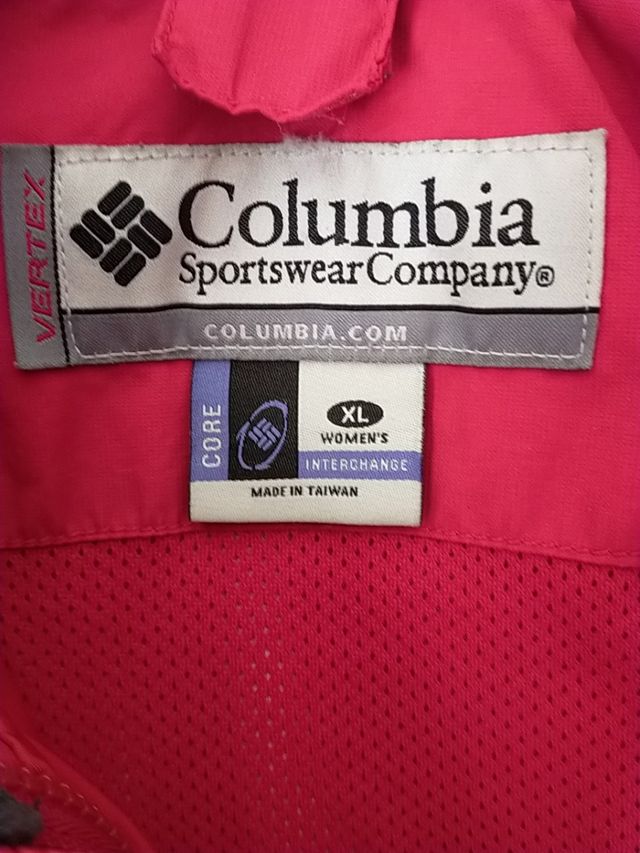 VERTEX
Columbia
Sportswear Company®
COLUMBIA.COM
CORE
XL
WOMEN'S
INTERCHANGE
MADE IN TAIWAN